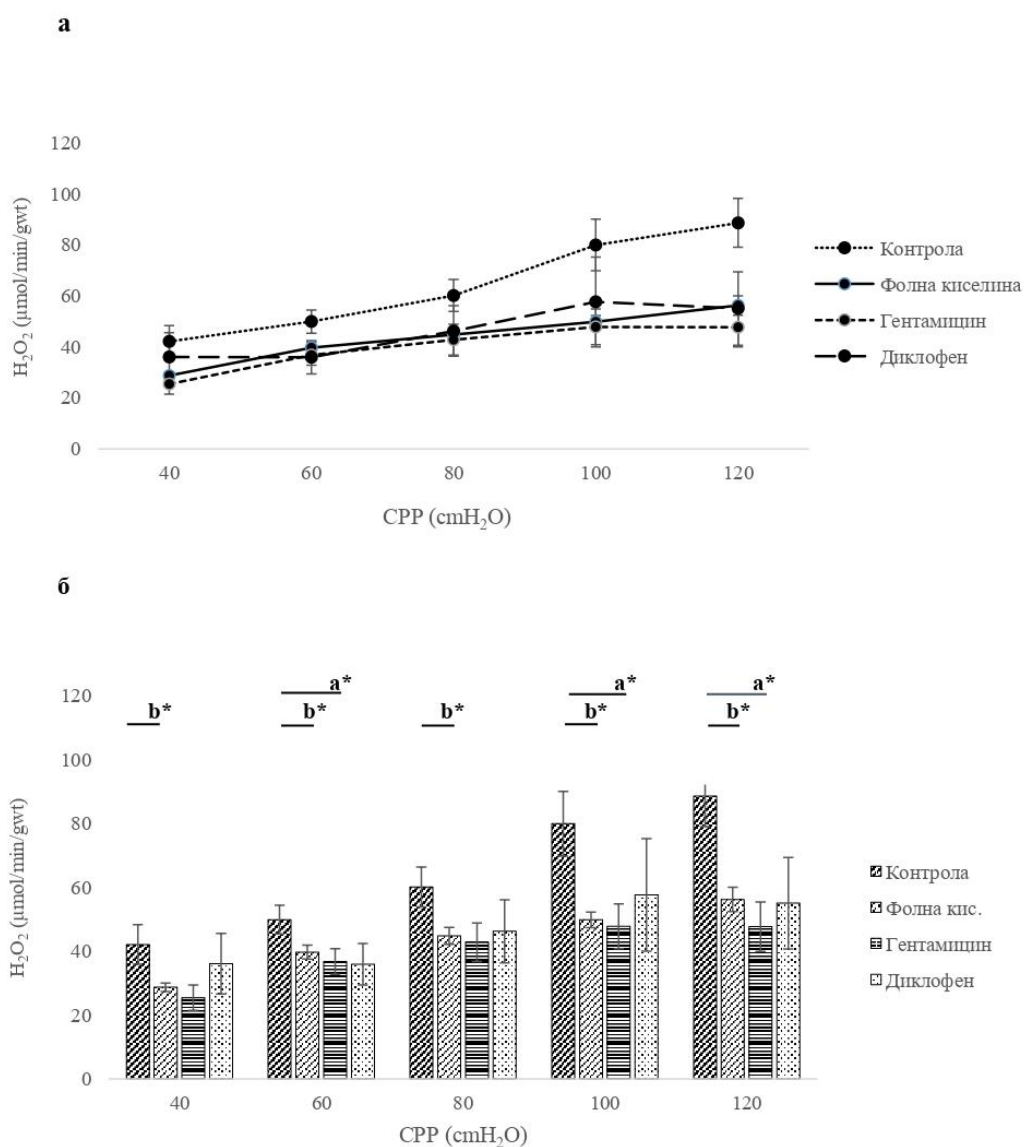 а
120
100
80
60
40
20
0
H₂O₂ (µmol/min/gwt)
40 60 80 100 120
CPP (cmH₂O)
Контрола
Фолна киселина
Гентамицин
Диклофен
б
a* a* a*
b* b* b* b* b*
120
100
80
60
40
20
0
H₂O₂ (µmol/min/gwt)
40 60 80 100 120
CPP (cmH₂O)
Контрола
Фолна кис.
Гентамицин
Диклофен